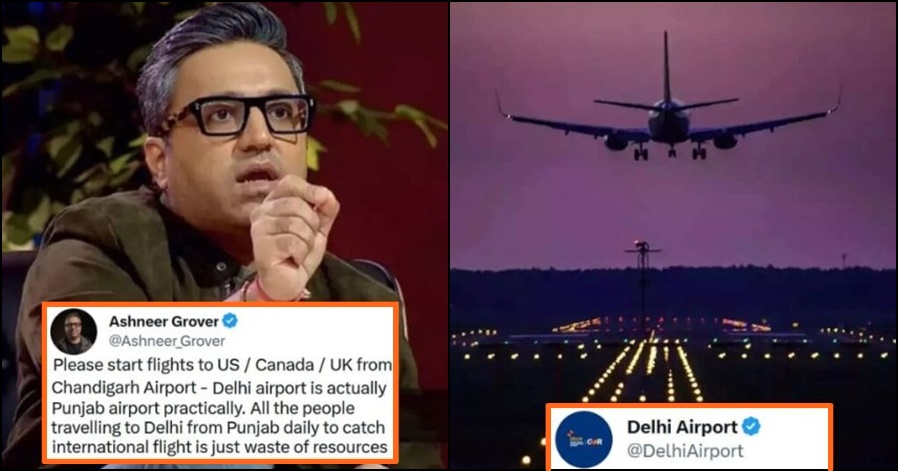 Ashneer Grover
@Ashneer_Grover
Please start flights to US / Canada / UK from
Chandigarh Airport - Delhi airport is actually
Punjab airport practically. All the people
travelling to Delhi from Punjab daily to catch
international flight is just waste of resources
Delhi Airport
@DelhiAirport